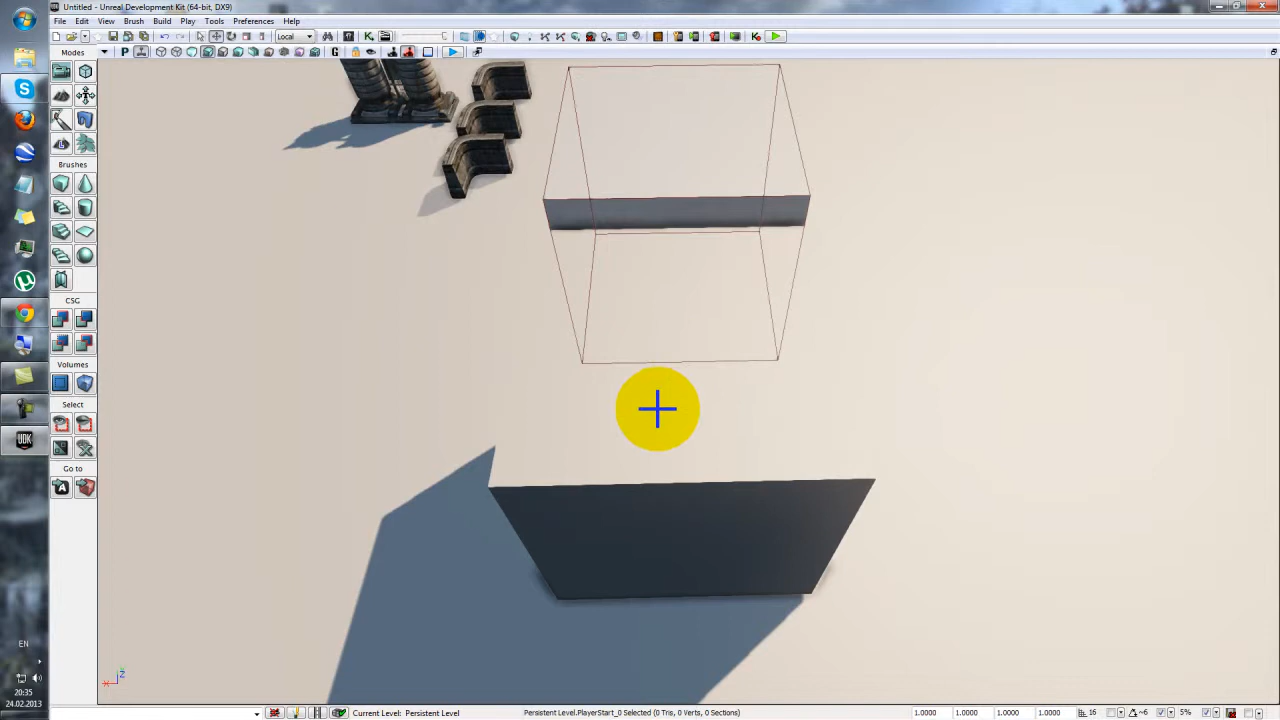 Untitled - Unreal Development Kit (64-bit, DX9)
File Edit View Brush Build Play Tools Preferences Help
Local
P G
Modes
Brushes
CSG
Volumes
Select
Go to
A
L
UDK
EN
20:35
24.02.2013
X Z
Current Level: Persistent Level
Persistent Level.PlayerStart_0 Selected (0 Tris, 0 Verts, 0 Sections)
1.0000 1.0000 1.0000 1.0000 16 5%